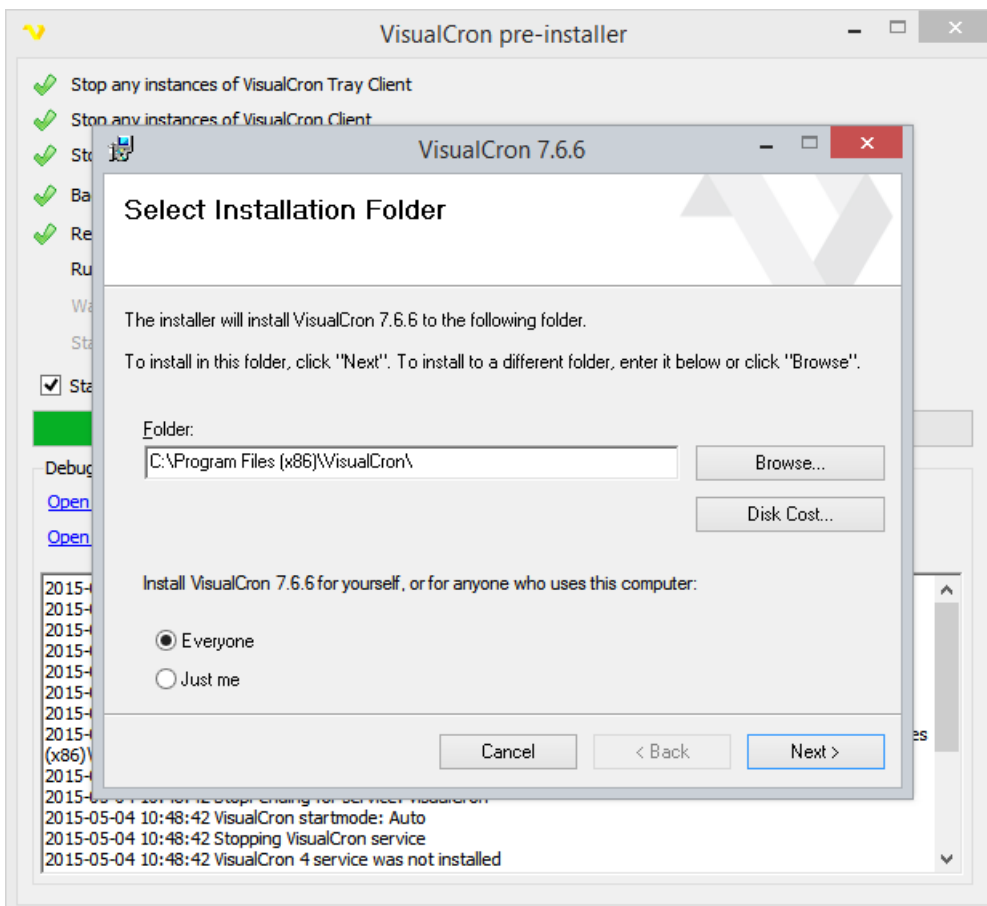 VisualCron pre-installer
Stop any instances of VisualCron Tray Client
Stop any instances of VisualCron Client
VisualCron 7.6.6
Select Installation Folder
The installer will install VisualCron 7.6.6 to the following folder.
To install in this folder, click "Next". To install to a different folder, enter it below or click "Browse".
Folder:
C:\Program Files (x86)\VisualCron\
Browse...
Disk Cost...
Install VisualCron 7.6.6 for yourself, or for anyone who uses this computer:
Everyone
Just me
Cancel
< Back
Next >
Open
Open
(x86)\
2015-05-04 10:48:42 VisualCron startmode: Auto
2015-05-04 10:48:42 Stopping VisualCron service
2015-05-04 10:48:42 VisualCron 4 service was not installed